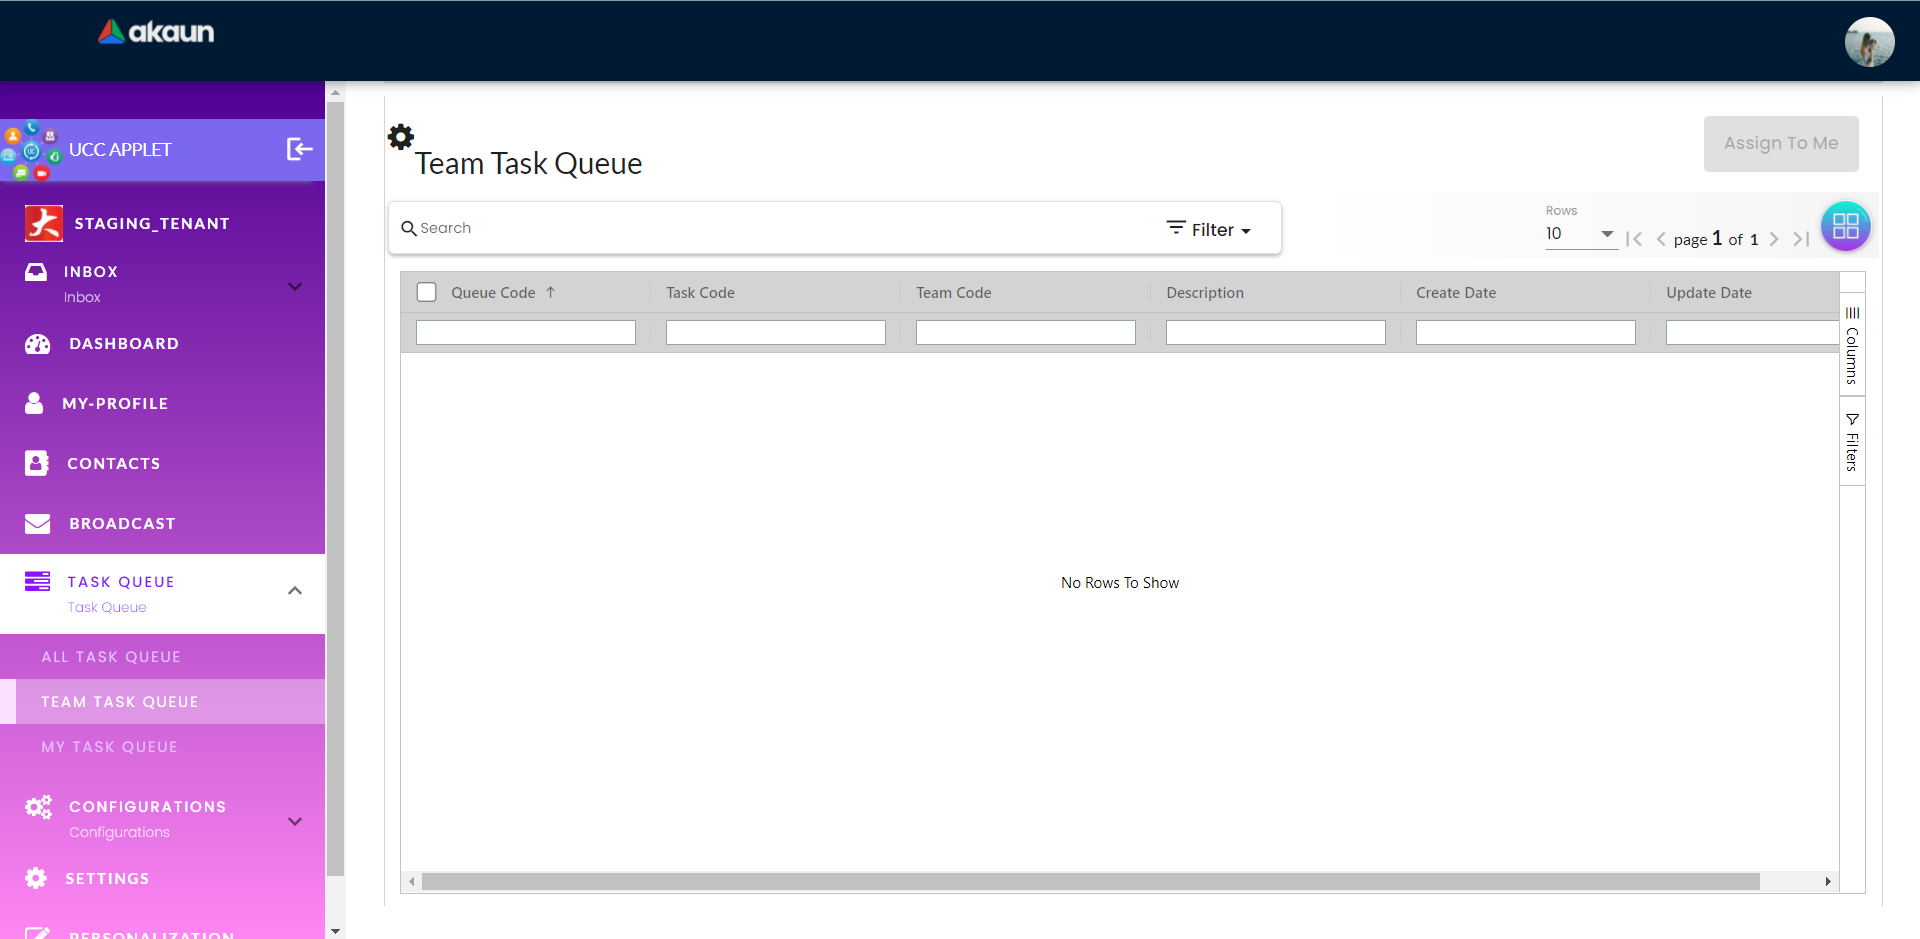 akaun
UCC APPLET
STAGING_TENANT
INBOX
Inbox
DASHBOARD
MY-PROFILE
CONTACTS
BROADCAST
TASK QUEUE
Task Queue
ALL TASK QUEUE
TEAM TASK QUEUE
MY TASK QUEUE
CONFIGURATIONS
Configurations
SETTINGS
PERSONALIZATION
Team Task Queue
Assign To Me
Search
Filter
Rows
10
page 1 of 1
Queue Code Task Code Team Code Description Create Date Update Date
No Rows To Show
Columns
Filters